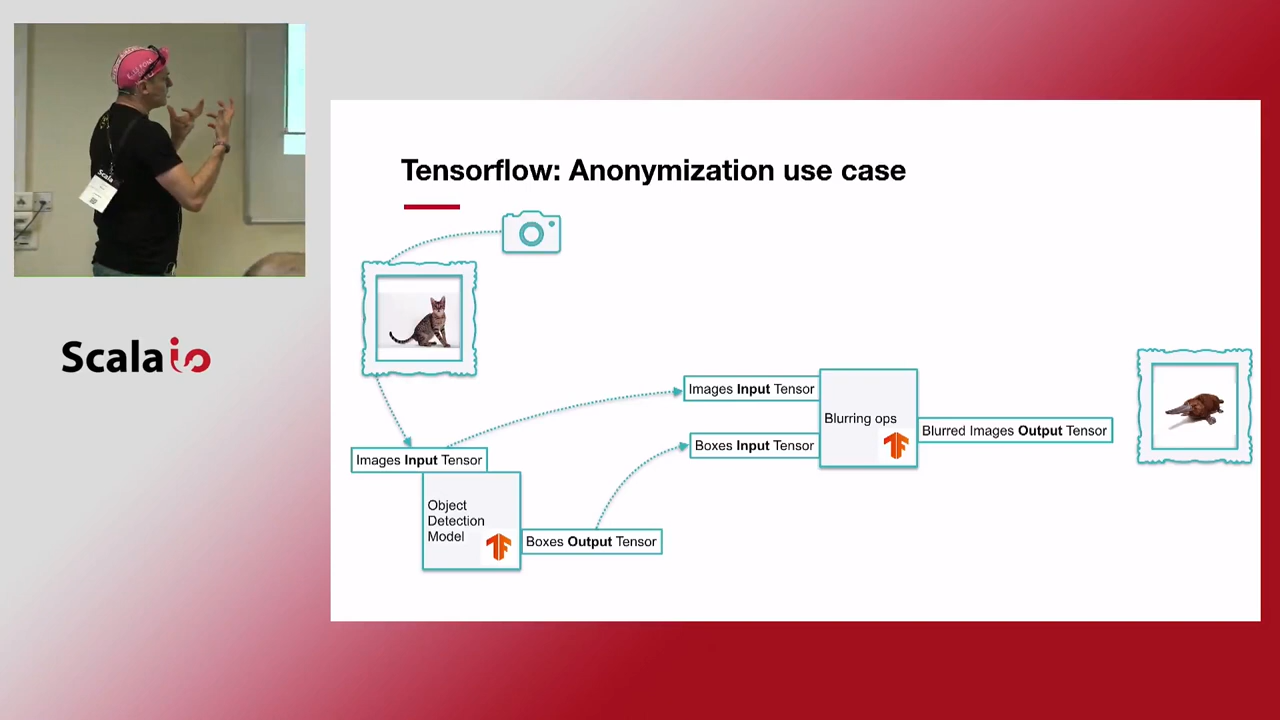 Scala
Scalaio
Tensorflow: Anonymization use case
Images Input Tensor
Object
Detection
Model
Boxes Output Tensor
Images Input Tensor
Boxes Input Tensor
Blurring ops
Blurred Images Output Tensor